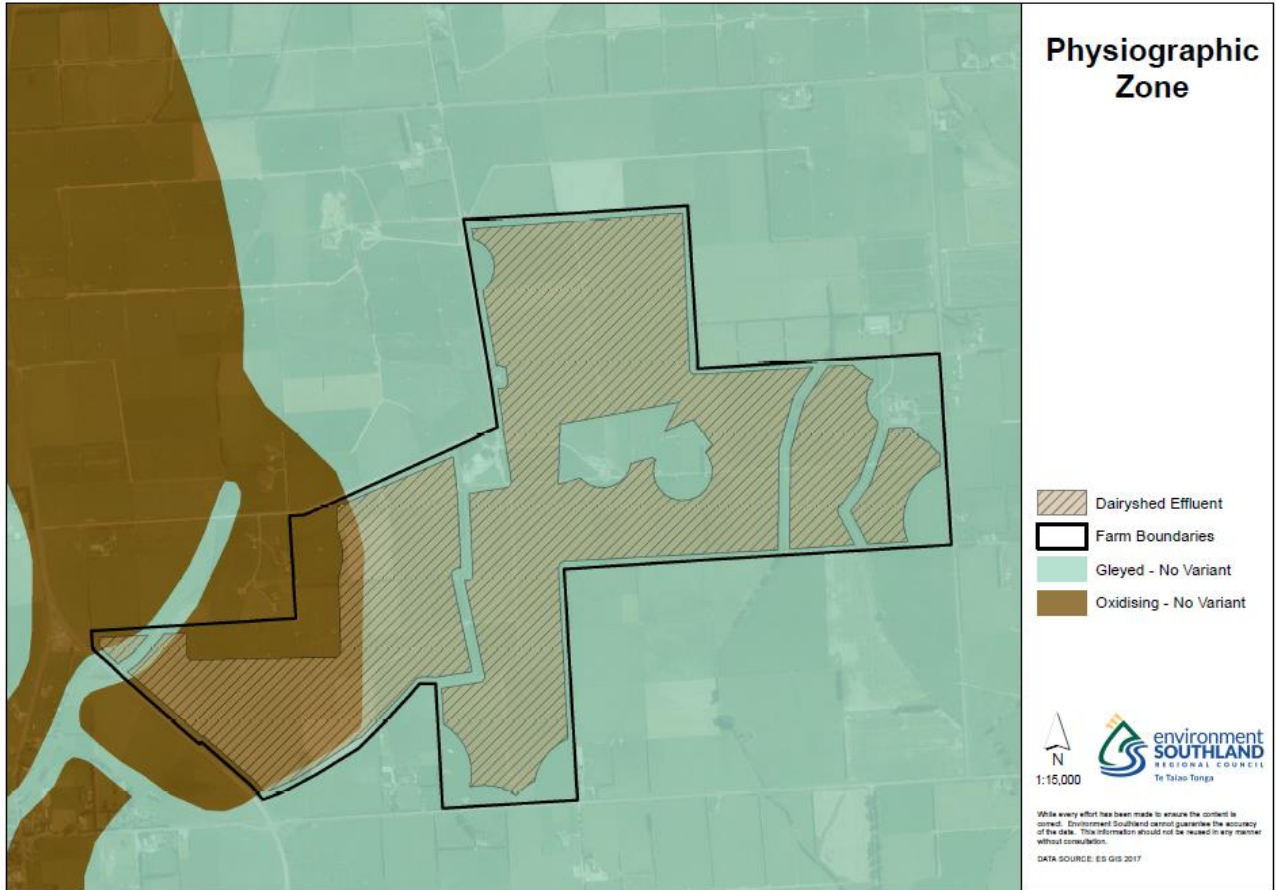 Physiographic
Zone
Dairyshed Effluent
Farm Boundaries
Gleyed - No Variant
Oxidising - No Variant
N
1:15,000
environment
SOUTHLAND
REGIONAL COUNCIL
Te Taiao Tonga
While every effort has been made to ensure the content is
correct. Environment Southland cannot guarantee the accuracy
of the data. This information should not be reused in any manner
without consultation.
DATA SOURCE: ES GIS 2017